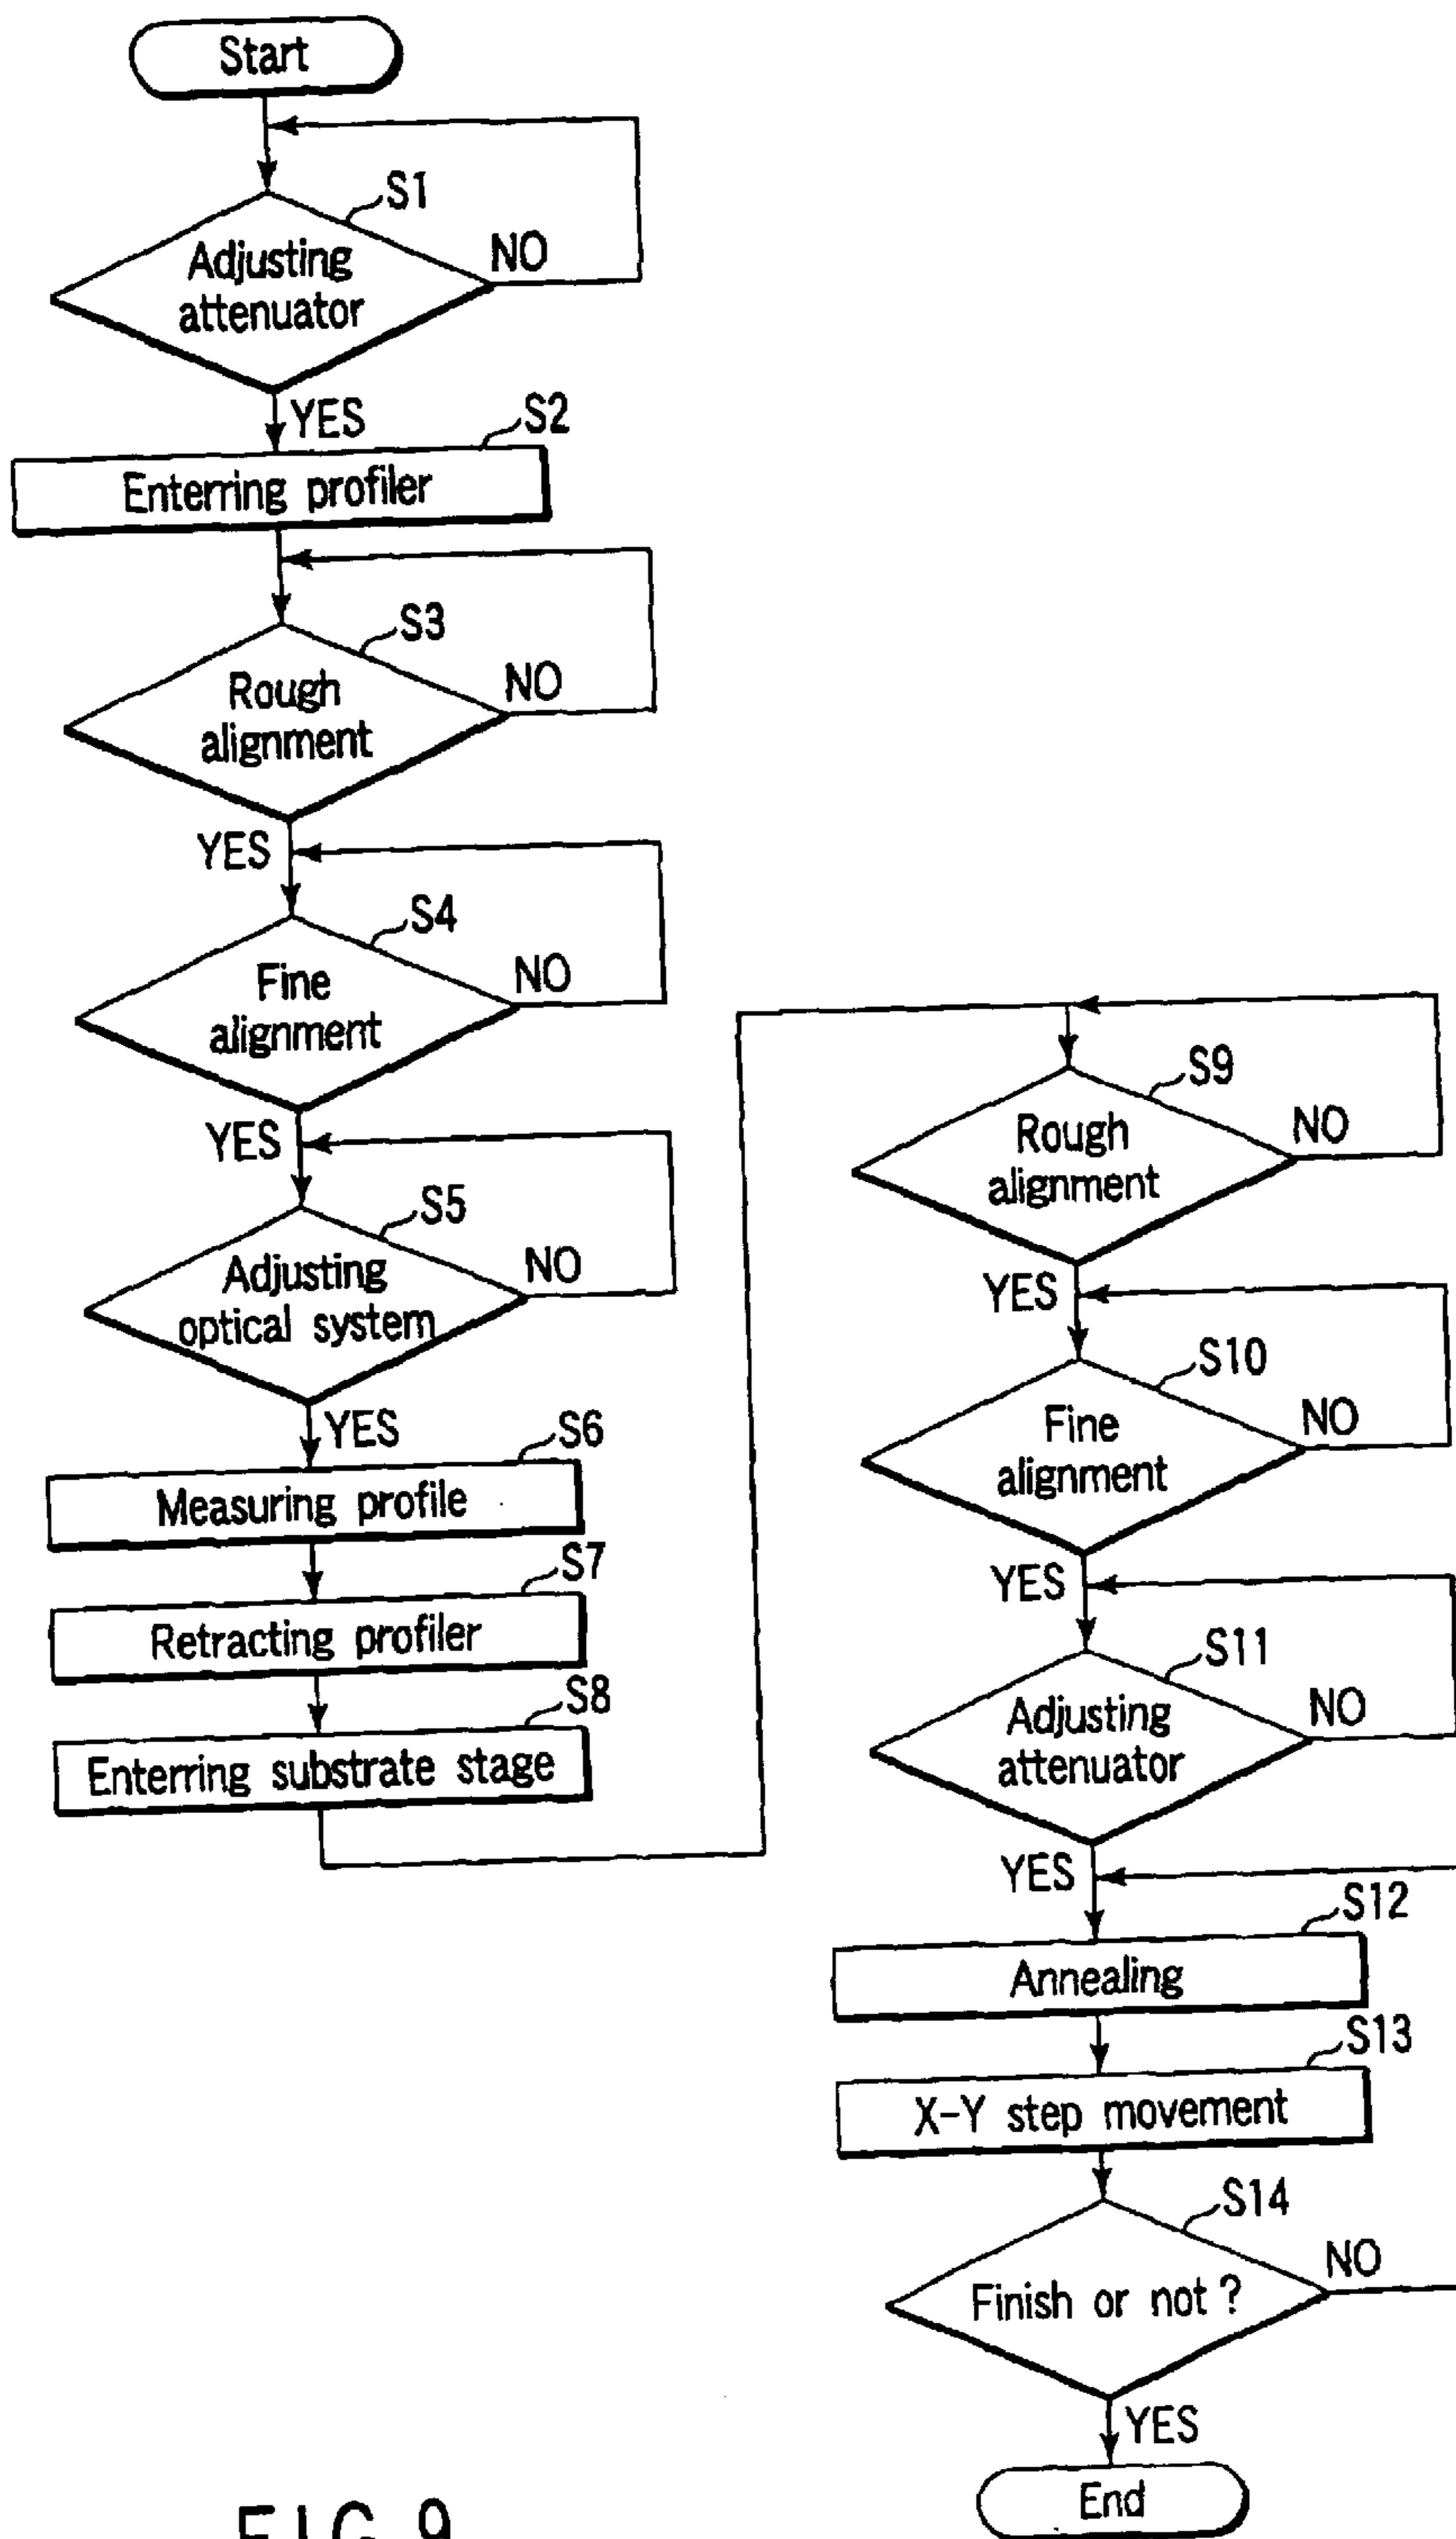 Start
S1
Adjusting
attenuator
NO
YES
S2
Enterring profiler
S3
Rough
alignment
NO
YES
S4
Fine
alignment
NO
YES
S5
Adjusting
optical system
NO
YES
S6
Measuring profile
S7
Retracting profiler
S8
Enterring substrate stage
S9
Rough
alignment
NO
YES
S10
Fine
alignment
NO
YES
S11
Adjusting
attenuator
NO
YES
S12
Annealing
S13
X-Y step movement
S14
Finish or not ?
NO
YES
End
FIG. 9